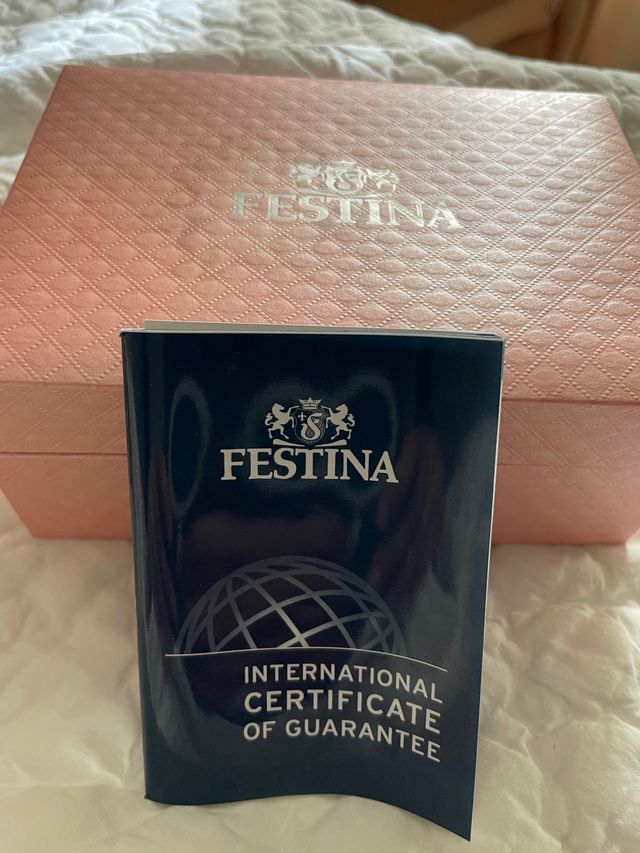 FESTINA
FESTINA
INTERNATIONAL
CERTIFICATE
OF GUARANTEE